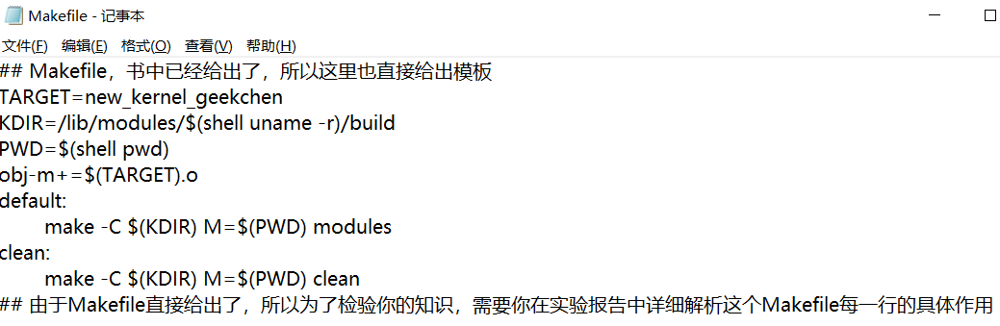 Makefile - 记事本
文件(F) 编辑(E) 格式(O) 查看(V) 帮助(H)
## Makefile，书中已经给出了，所以这里也直接给出模板
TARGET=new_kernel_geekchen
KDIR=/lib/modules/$(shell uname -r)/build
PWD=$(shell pwd)
obj-m+=$(TARGET).o
default:
make -C $(KDIR) M=$(PWD) modules
clean:
make -C $(KDIR) M=$(PWD) clean
## 由于Makefile直接给出了，所以为了检验你的知识，需要你在实验报告中详细解析这个Makefile每一行的具体作用